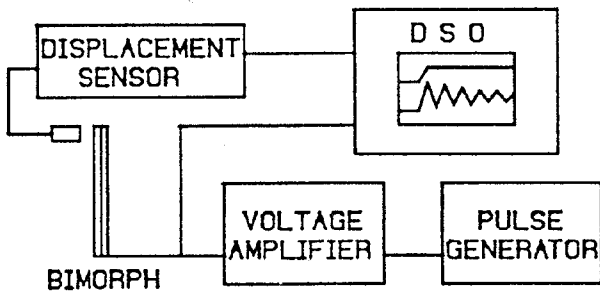 DISPLACEMENT
SENSOR
D S O
VOLTAGE
AMPLIFIER
PULSE
GENERATOR
BIMORPH